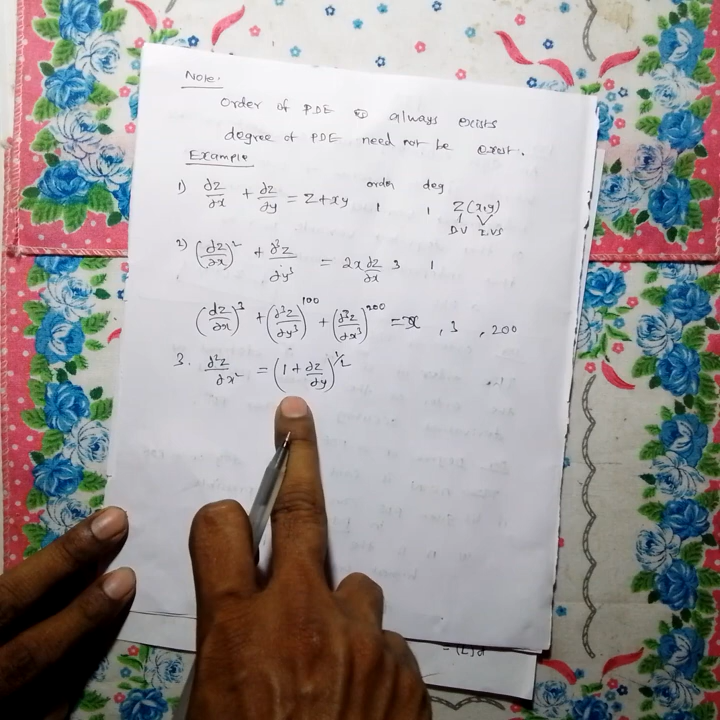 Note:
Order of PDE always exists
degree of PDE need not be exist.
Example
order deg
1) ∂z/∂x + ∂z/∂y = z + xy 1 1 Z(x,y)
D.V I.VS
2) (∂z/∂x)² + ∂³z/∂y³ = 2x ∂z/∂x 3 1
(∂z/∂x)³ + (∂³z/∂y³)¹⁰⁰ + (∂³z/∂x³)²⁰⁰ = x, 3, 200
3. ∂²z/∂x² = (1 + ∂z/∂y)^1/2